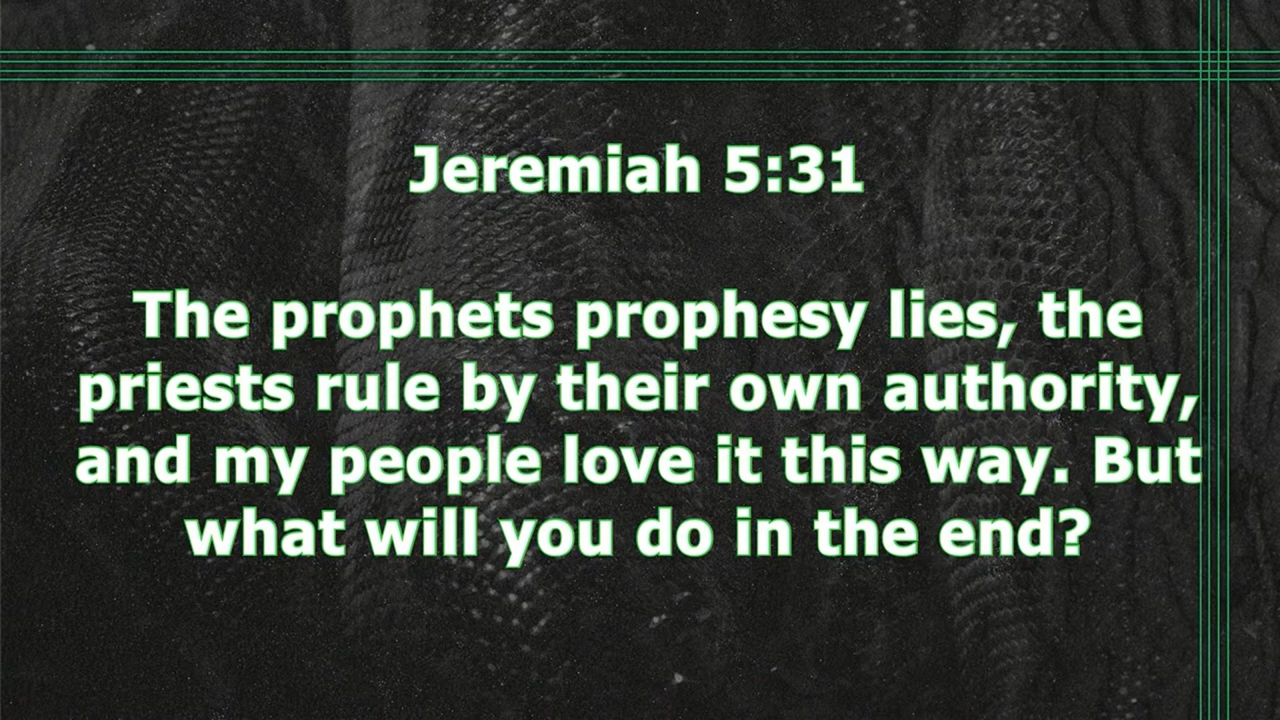 Jeremiah 5:31
The prophets prophesy lies, the
priests rule by their own authority,
and my people love it this way. But
what will you do in the end?